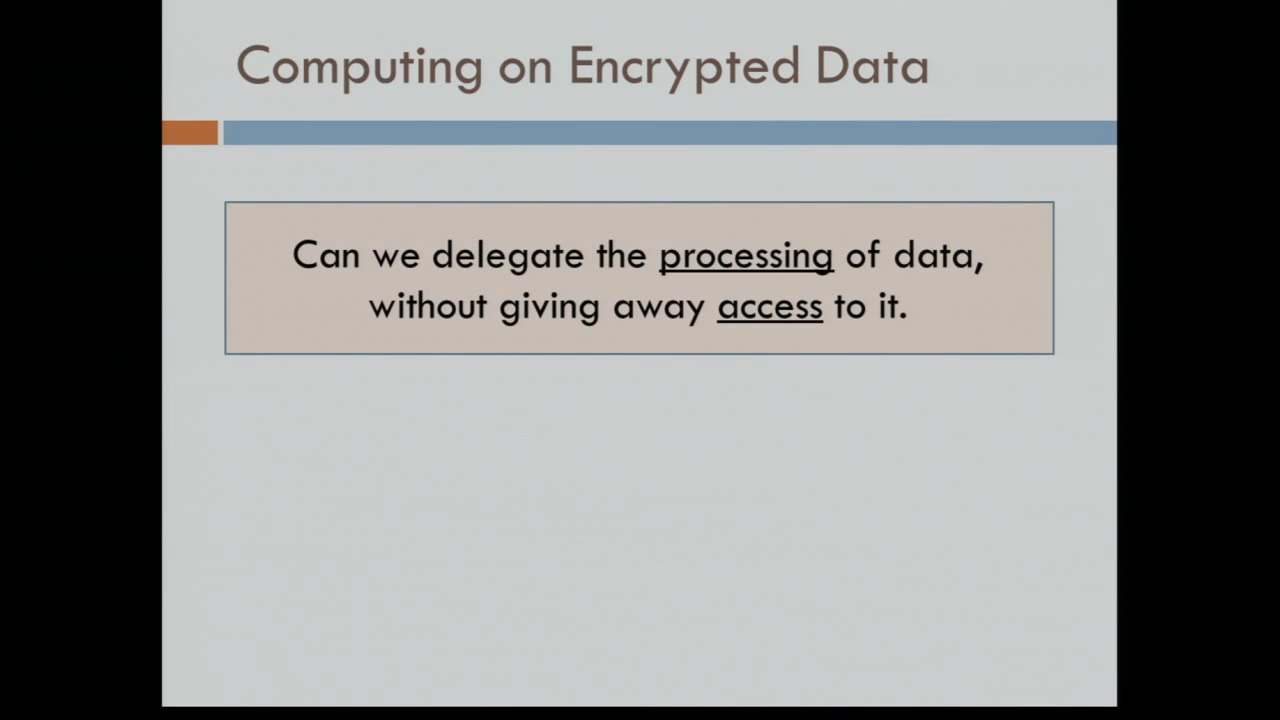 Computing on Encrypted Data
Can we delegate the processing of data,
without giving away access to it.